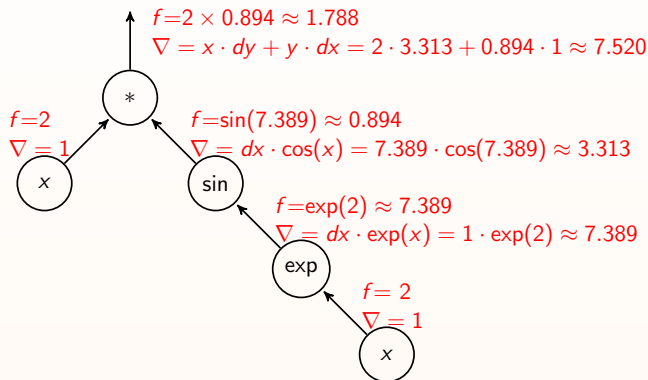 f=2 × 0.894 ≈ 1.788
∇ = x · dy + y · dx = 2 · 3.313 + 0.894 · 1 ≈ 7.520
*
f=2
∇ = 1
x
f=sin(7.389) ≈ 0.894
∇ = dx · cos(x) = 7.389 · cos(7.389) ≈ 3.313
sin
f=exp(2) ≈ 7.389
∇ = dx · exp(x) = 1 · exp(2) ≈ 7.389
exp
f= 2
∇ = 1
x